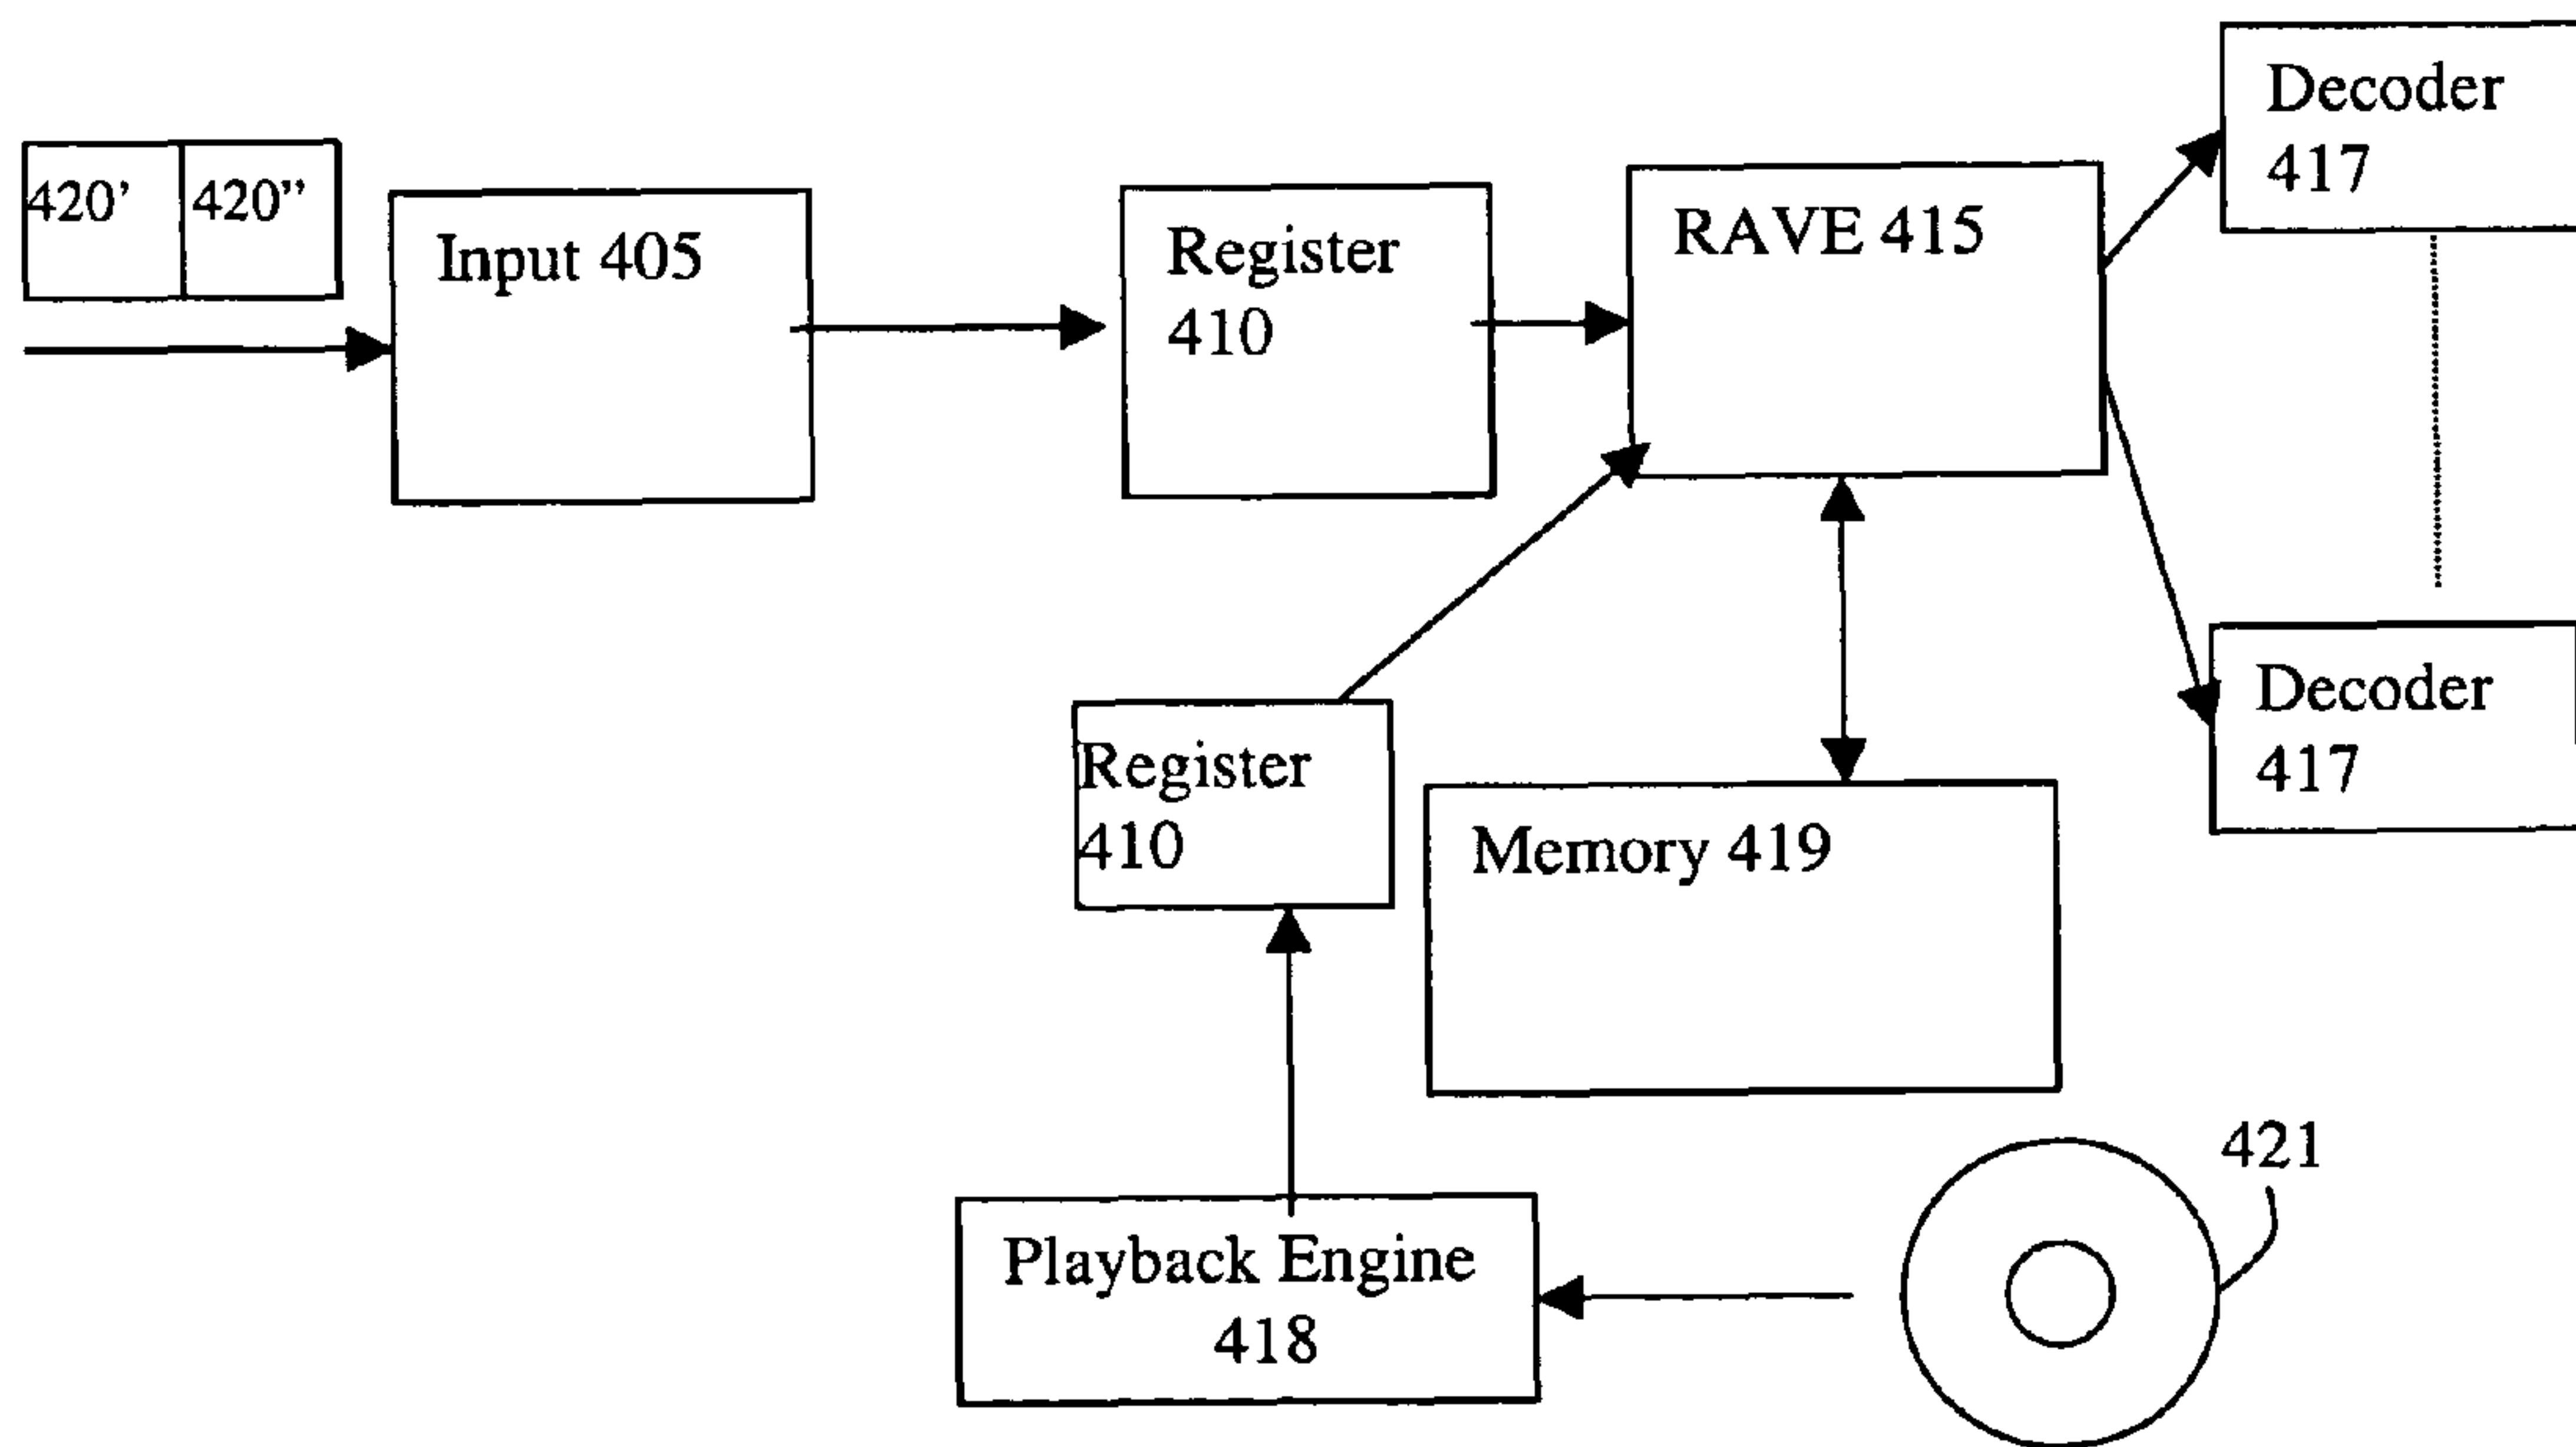 Decoder
417
420' 420"
Input 405
Register
410
RAVE 415
Register
410
Memory 419
Decoder
417
Playback Engine
418
421